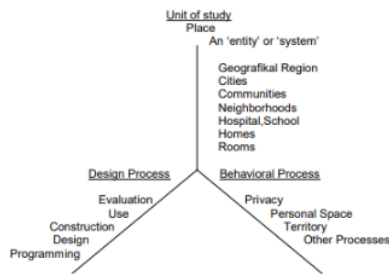 Unit of study
Place
An 'entity' or 'system'
Geografikal Region
Cities
Communities
Neighborhoods
Hospital,School
Homes
Rooms
Design Process
Evaluation
Use
Construction
Design
Programming
Behavioral Process
Privacy
Personal Space
Territory
Other Processes